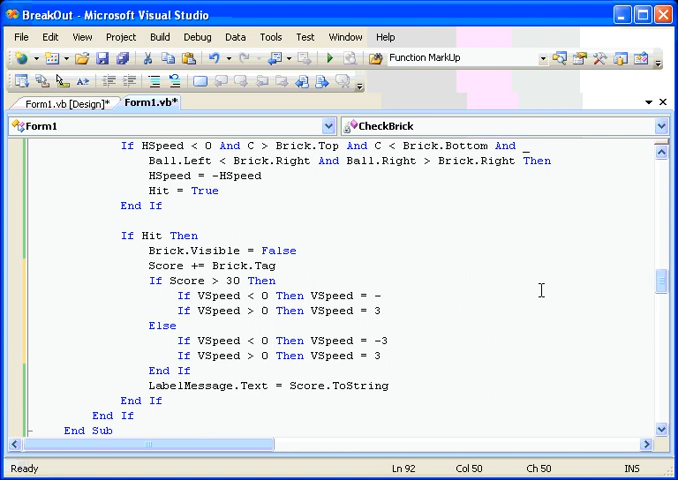 BreakOut - Microsoft Visual Studio
File Edit View Project Build Debug Data Tools Test Window Help
Function MarkUp
Form1.vb [Design]* Form1.vb*
Form1 CheckBrick
If HSpeed < 0 And C > Brick.Top And C < Brick.Bottom And _
Ball.Left < Brick.Right And Ball.Right > Brick.Right Then
HSpeed = -HSpeed
Hit = True
End If
If Hit Then
Brick.Visible = False
Score += Brick.Tag
If Score > 30 Then
If VSpeed < 0 Then VSpeed = -
If VSpeed > 0 Then VSpeed = 3
Else
If VSpeed < 0 Then VSpeed = -3
If VSpeed > 0 Then VSpeed = 3
End If
LabelMessage.Text = Score.ToString
End If
End If
End Sub
Ready Ln 92 Col 50 Ch 50 INS